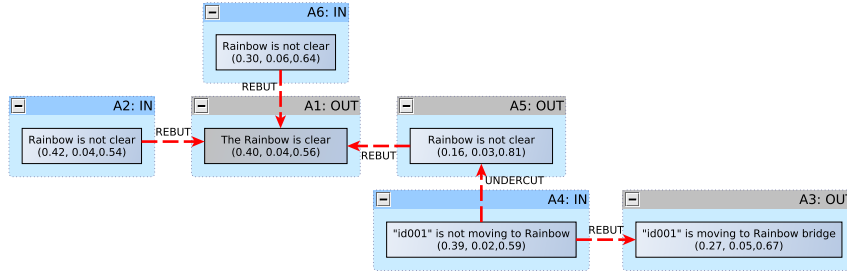 A6: IN
Rainbow is not clear
(0.30, 0.06,0.64)
REBUT
A2: IN
Rainbow is not clear
(0.42, 0.04,0.54)
REBUT
A1: OUT
The Rainbow is clear
(0.40, 0.04,0.56)
REBUT
A5: OUT
Rainbow is not clear
(0.16, 0.03,0.81)
UNDERCUT
A4: IN
"id001" is not moving to Rainbow
(0.39, 0.02,0.59)
REBUT
A3: OUT
"id001" is moving to Rainbow bridge
(0.27, 0.05,0.67)